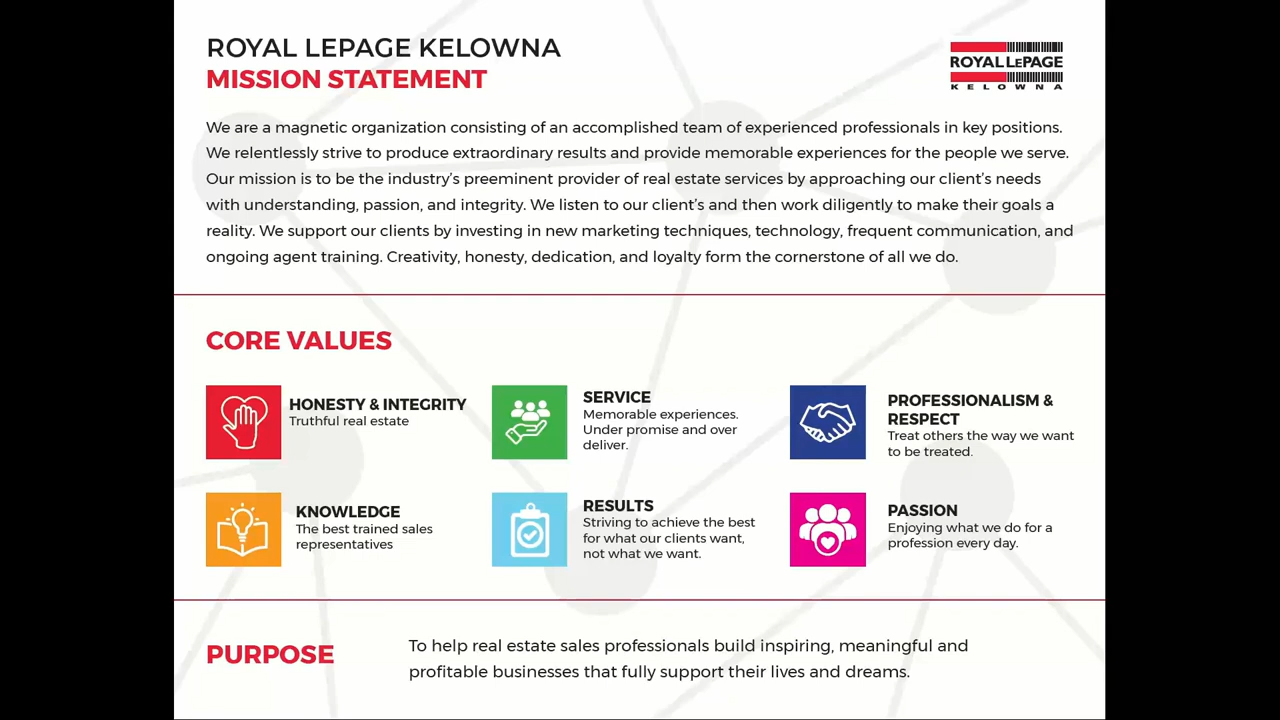 ROYAL LEPAGE KELOWNA
MISSION STATEMENT
ROYAL LEPAGE
KELOWNA
We are a magnetic organization consisting of an accomplished team of experienced professionals in key positions.
We relentlessly strive to produce extraordinary results and provide memorable experiences for the people we serve.
Our mission is to be the industry's preeminent provider of real estate services by approaching our client's needs
with understanding, passion, and integrity. We listen to our client's and then work diligently to make their goals a
reality. We support our clients by investing in new marketing techniques, technology, frequent communication, and
ongoing agent training. Creativity, honesty, dedication, and loyalty form the cornerstone of all we do.
CORE VALUES
HONESTY & INTEGRITY
Truthful real estate
SERVICE
Memorable experiences.
Under promise and over
deliver.
PROFESSIONALISM &
RESPECT
Treat others the way we want
to be treated.
KNOWLEDGE
The best trained sales
representatives
RESULTS
Striving to achieve the best
for what our clients want,
not what we want.
PASSION
Enjoying what we do for a
profession every day.
PURPOSE
To help real estate sales professionals build inspiring, meaningful and
profitable businesses that fully support their lives and dreams.